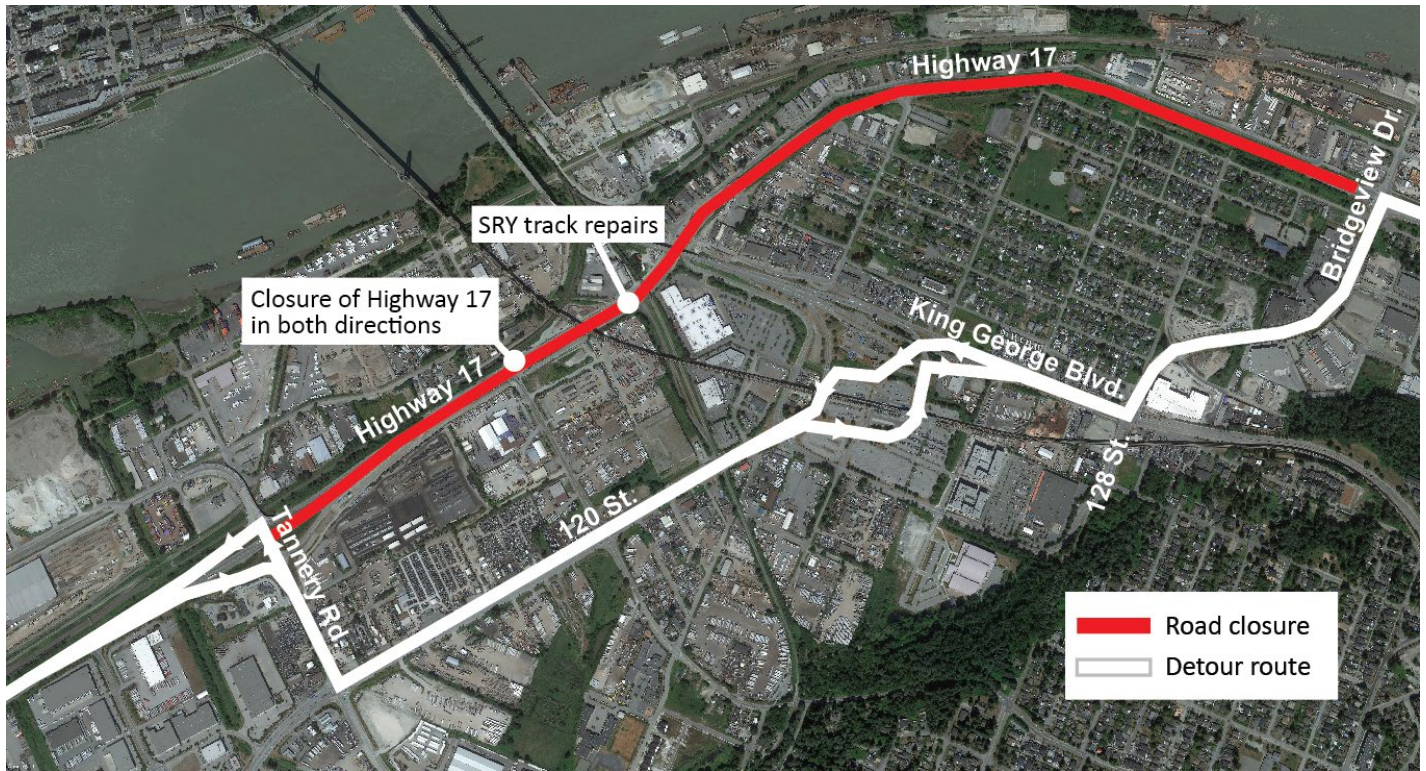 Highway 17
Bridgeview Dr.
SRY track repairs
Closure of Highway 17
in both directions
King George Blvd.
Highway 17
120 St.
128 St.
Tannery Rd.
Road closure
Detour route